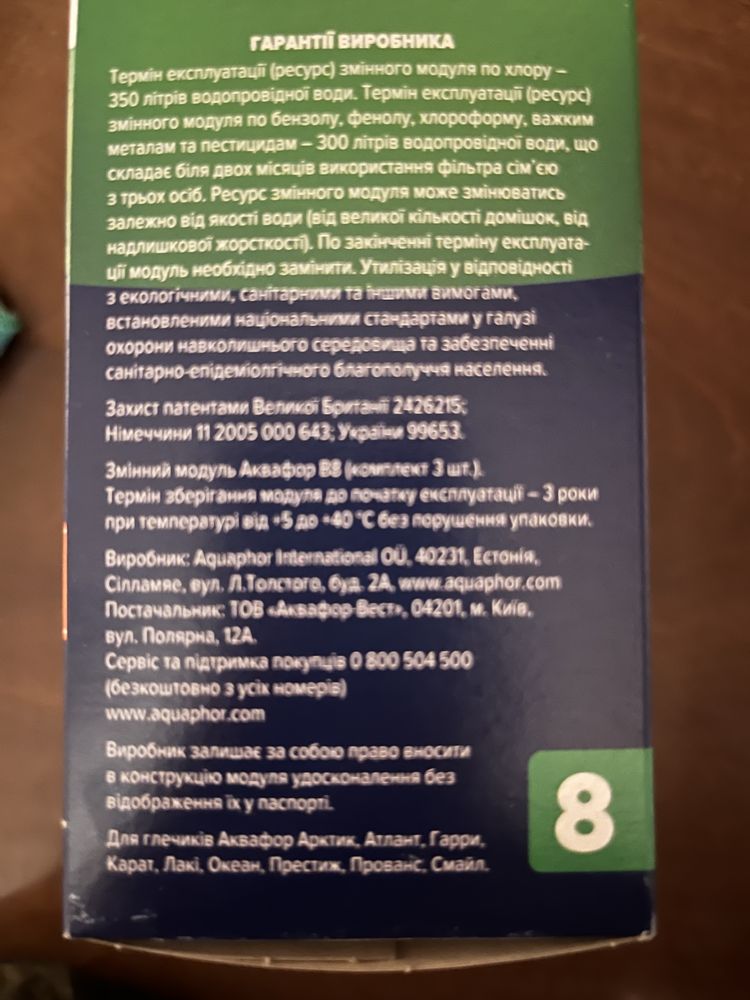 ГАРАНТІЇ ВИРОБНИКА
Термін експлуатації (ресурс) змінного модуля по хлору –
350 літрів водопровідної води. Термін експлуатації (ресурс)
змінного модуля по бензолу, фенолу, хлороформу, важким
металам та пестицидам – 300 літрів водопровідної води, що
складає біля двох місяців використання фільтра сім'єю
з трьох осіб. Ресурс змінного модуля може змінюватись
залежно від якості води (від великої кількості домішок, від
надлишкової жорсткості). По закінченні терміну експлуата-
ції модуль необхідно замінити. Утилізація у відповідності
з екологічними, санітарними та іншими вимогами,
встановленими національними стандартами у галузі
охорони навколишнього середовища та забезпеченні
санітарно-епідеміолгічного благополуччя населення.
Захист патентами Великої Британії 2426215;
Німеччини 11 2005 000 643; України 99653.
Змінний модуль Аквафор В8 (комплект 3 шт.).
Термін зберігання модуля до початку експлуатації – 3 роки
при температурі від +5 до +40 °С без порушення упаковки.
Виробник: Aquaphor International OÜ, 40231, Естонія,
Сілламяе, вул. Л.Толстого, буд. 2А, www.aquaphor.com
Постачальник: ТОВ «Аквафор-Вест», 04201, м. Київ,
вул. Полярна, 12А.
Сервіс та підтримка покупців 0 800 504 500
(безкоштовно з усіх номерів)
www.aquaphor.com
Виробник залишає за собою право вносити
в конструкцію модуля удосконалення без
відображення їх у паспорті.
Для глечиків Аквафор Арктик, Атлант, Гарри,
Карат, Лакі, Океан, Престиж, Прованс, Смайл.
8